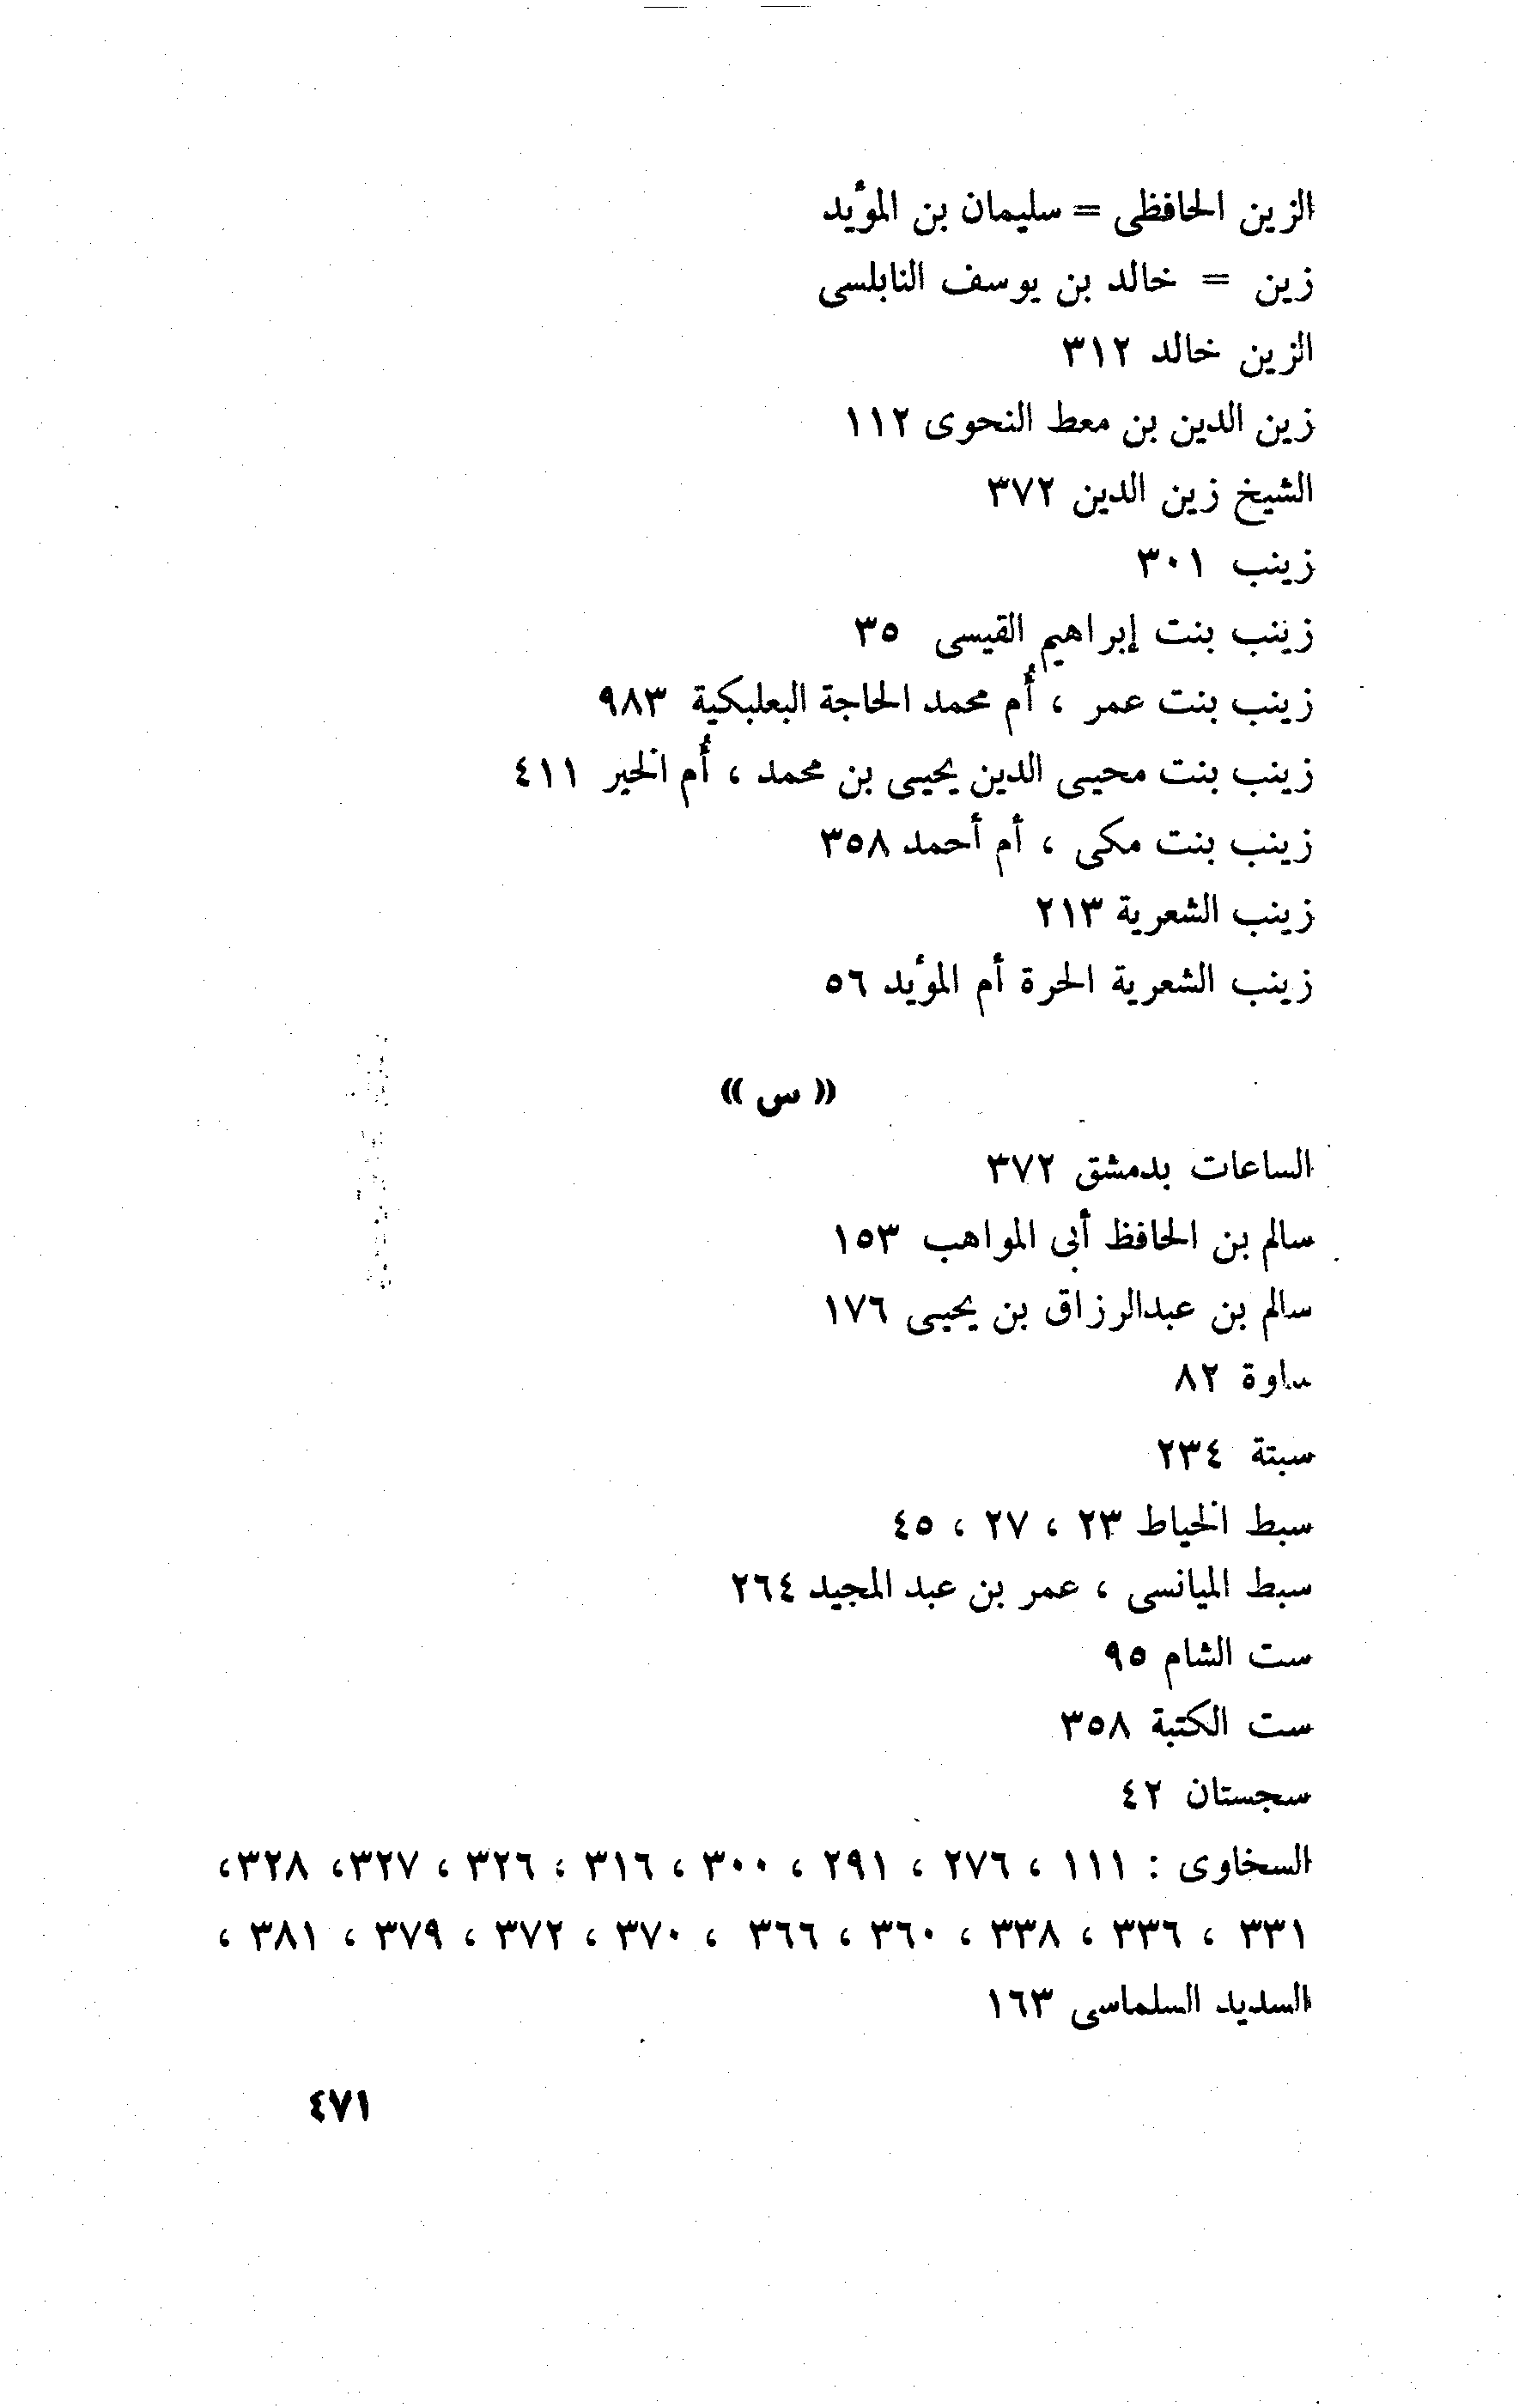 الزين الحافظى = سليمان بن المؤيد
زين = خالد بن يوسف النابلسى
الزين خالد ٣١٢
زين الدين بن معط النحوى ١١٢
الشيخ زين الدين ٣٧٢
زينب ٣٠١
زينب بنت إبراهيم القيسى ٣٥
زينب بنت عمر ، أُم محمد الحاجة البعلبكية ٩٨٣
زينب بنت محيى الدين يحيى بن محمد ، أُم الخير ٤١١
زينب بنت مكى ، أم أحمد ٣٥٨
زينب الشعرية ٢١٣
زينب الشعرية الحرة أم المؤيد ٥٦
« س »
الساعات بدمشق ٣٧٢
سالم بن الحافظ أبى المواهب ١٥٣
سالم بن عبدالرزاق بن يحيى ١٧٦
ساوة ٨٢
سبتة ٢٣٤
سبط الخياط ٢٣ ، ٢٧ ، ٤٥
سبط الميانسى ، عمر بن عبد المجيد ٢٦٤
ست الشام ٩٥
ست الكتبة ٣٥٨
سجستان ٤٢
السخاوى : ١١١ ، ٢٧٦ ، ٢٩١ ، ٣٠٠ ، ٣١٦ ، ٣٢٦ ، ٣٢٧، ٣٢٨،
٣٣١ ، ٣٣٦ ، ٣٣٨ ، ٣٦٠ ، ٣٦٦ ، ٣٧٠ ، ٣٧٢ ، ٣٧٩ ، ٣٨١ ،
السديد السلماسى ١٦٣
٤٧١